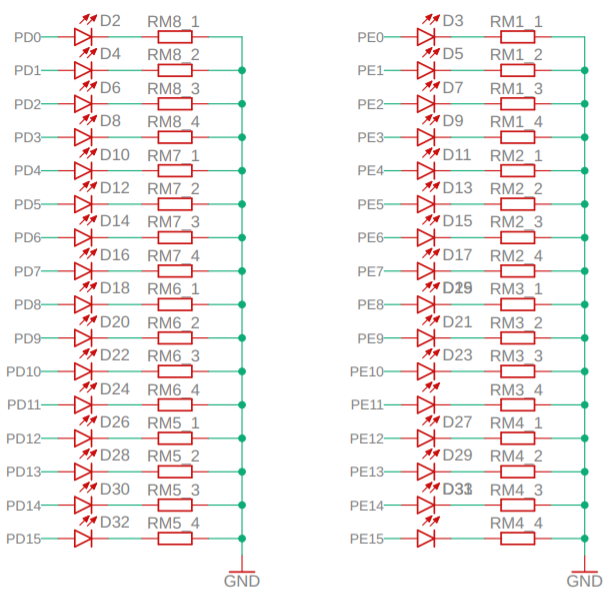 D2 RM8_1 D3 RM1_1
PD0 PE0
D4 RM8_2 D5 RM1_2
PD1 PE1
D6 RM8_3 D7 RM1_3
PD2 PE2
D8 RM8_4 D9 RM1_4
PD3 PE3
D10 RM7_1 D11 RM2_1
PD4 PE4
D12 RM7_2 D13 RM2_2
PD5 PE5
D14 RM7_3 D15 RM2_3
PD6 PE6
D16 RM7_4 D17 RM2_4
PD7 PE7
D18 RM6_1 RM3_1
PD8 PE8
D20 RM6_2 D21 RM3_2
PD9 PE9
D22 RM6_3 D23 RM3_3
PD10 PE10
D24 RM6_4 RM3_4
PD11 PE11
D26 RM5_1 D27 RM4_1
PD12 PE12
D28 RM5_2 D29 RM4_2
PD13 PE13
D30 RM5_3 RM4_3
PD14 PE14
D32 RM5_4 RM4_4
PD15 PE15
GND GND